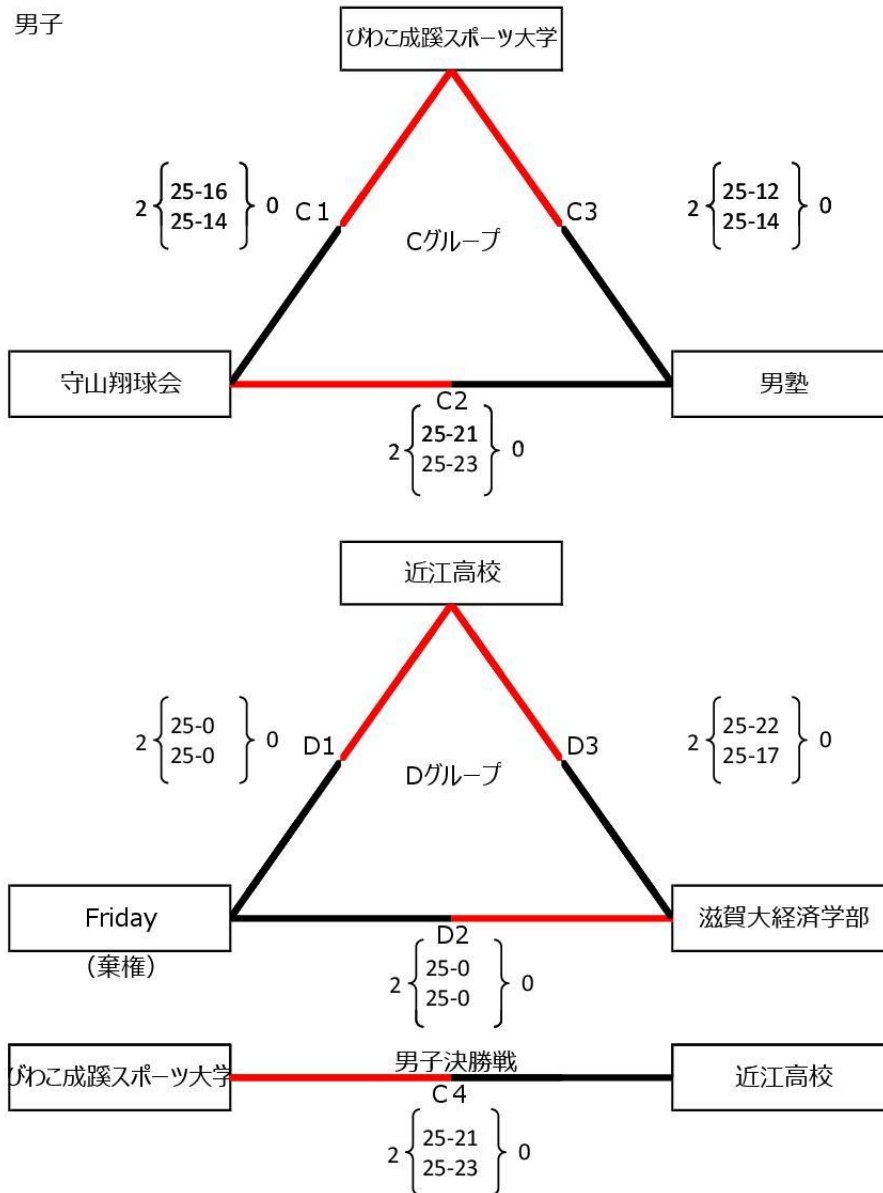 男子
びわこ成蹊スポーツ大学
2 { 25-16 } 0
25-14
C1
C3
2 { 25-12 } 0
25-14
Cグループ
守山翔球会
男塾
C2
2 { 25-21 } 0
25-23
近江高校
2 { 25-0 } 0
25-0
D1
D3
2 { 25-22 } 0
25-17
Dグループ
Friday
(棄権)
滋賀大経済学部
D2
2 { 25-0 } 0
25-0
びわこ成蹊スポーツ大学
男子決勝戦
近江高校
C4
2 { 25-21 } 0
25-23